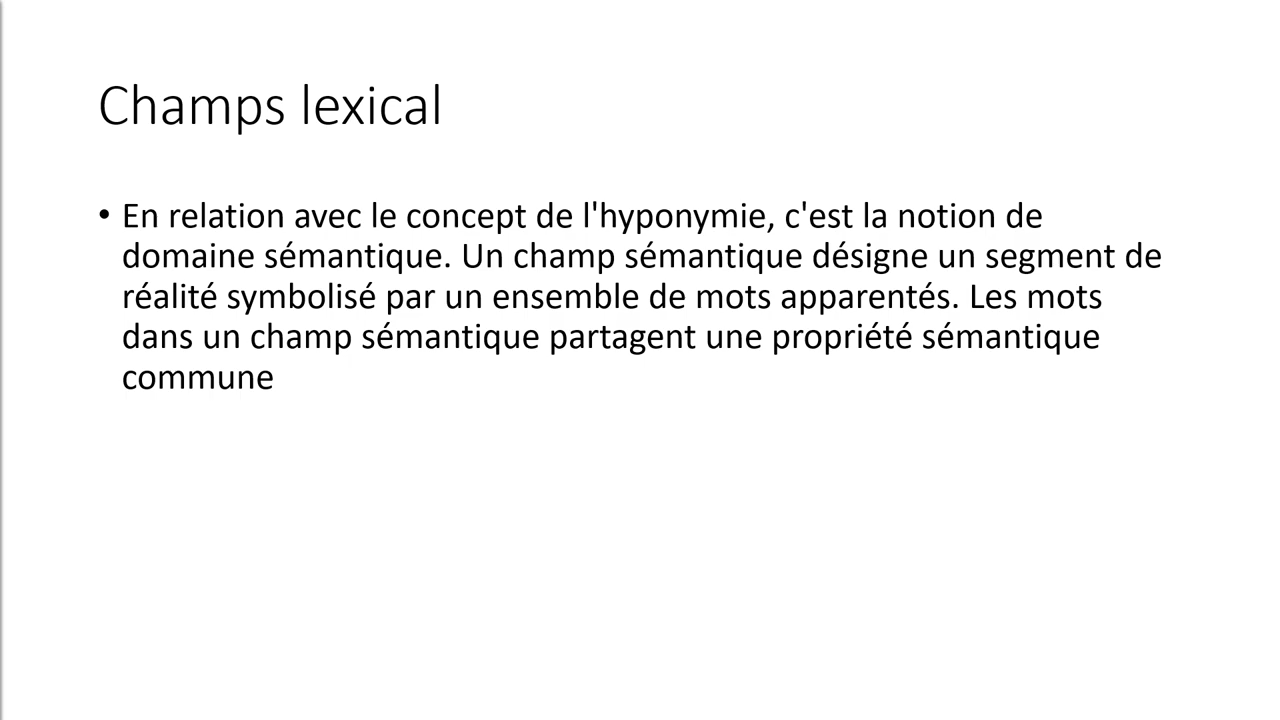 Champs lexical
• En relation avec le concept de l'hyponymie, c'est la notion de
domaine sémantique. Un champ sémantique désigne un segment de
réalité symbolisé par un ensemble de mots apparentés. Les mots
dans un champ sémantique partagent une propriété sémantique
commune